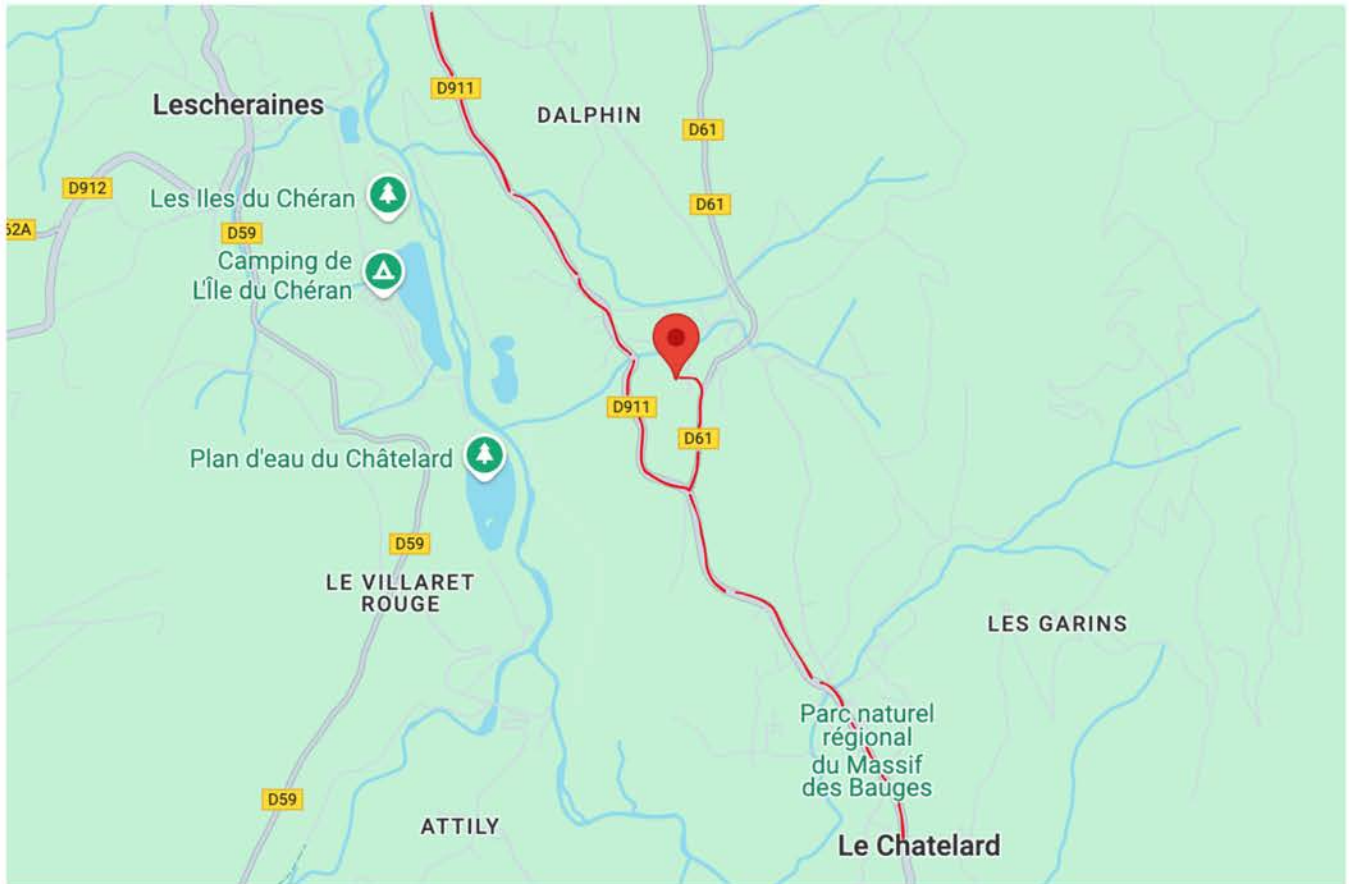 D911
Lescheraines
DALPHIN
D61
D912
Les Iles du Chéran
D61
62A
D59
Camping de
L'Île du Chéran
D911
D61
Plan d'eau du Châtelard
D59
LE VILLARET
ROUGE
LES GARINS
Parc naturel
régional
du Massif
des Bauges
D59
ATTILY
Le Chatelard